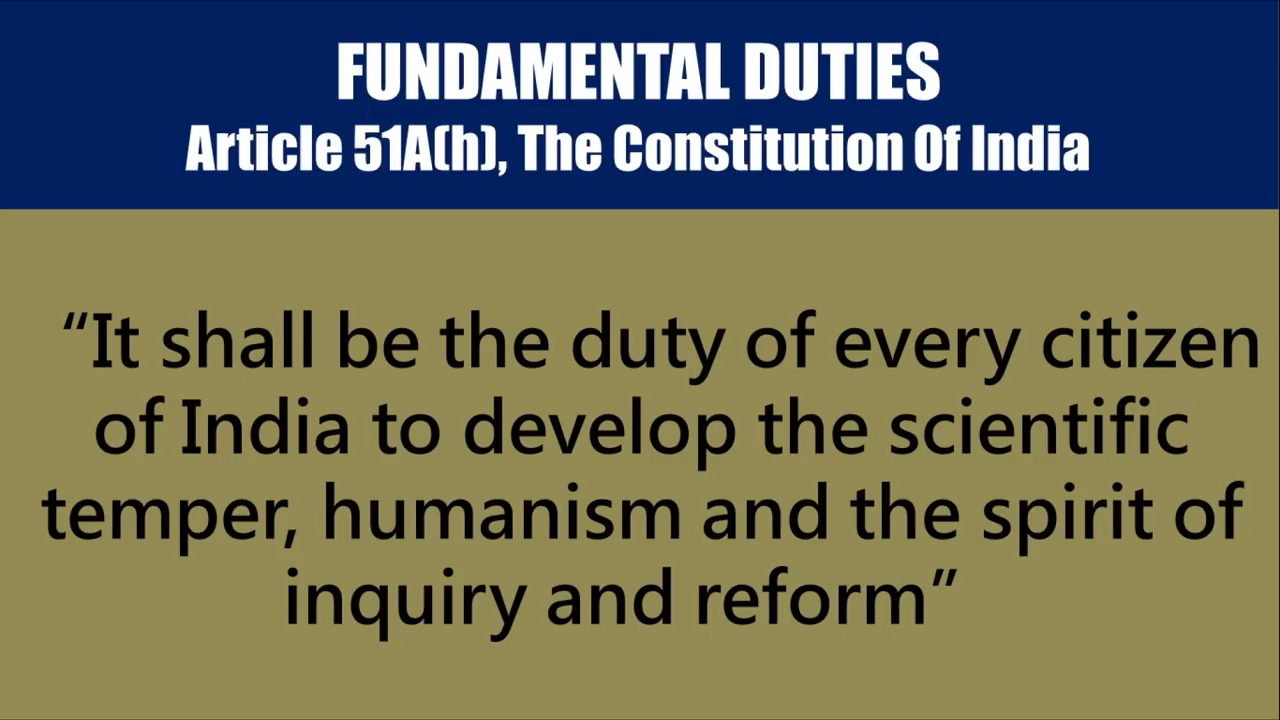 FUNDAMENTAL DUTIES
Article 51A(h), The Constitution Of India
“It shall be the duty of every citizen
of India to develop the scientific
temper, humanism and the spirit of
inquiry and reform”